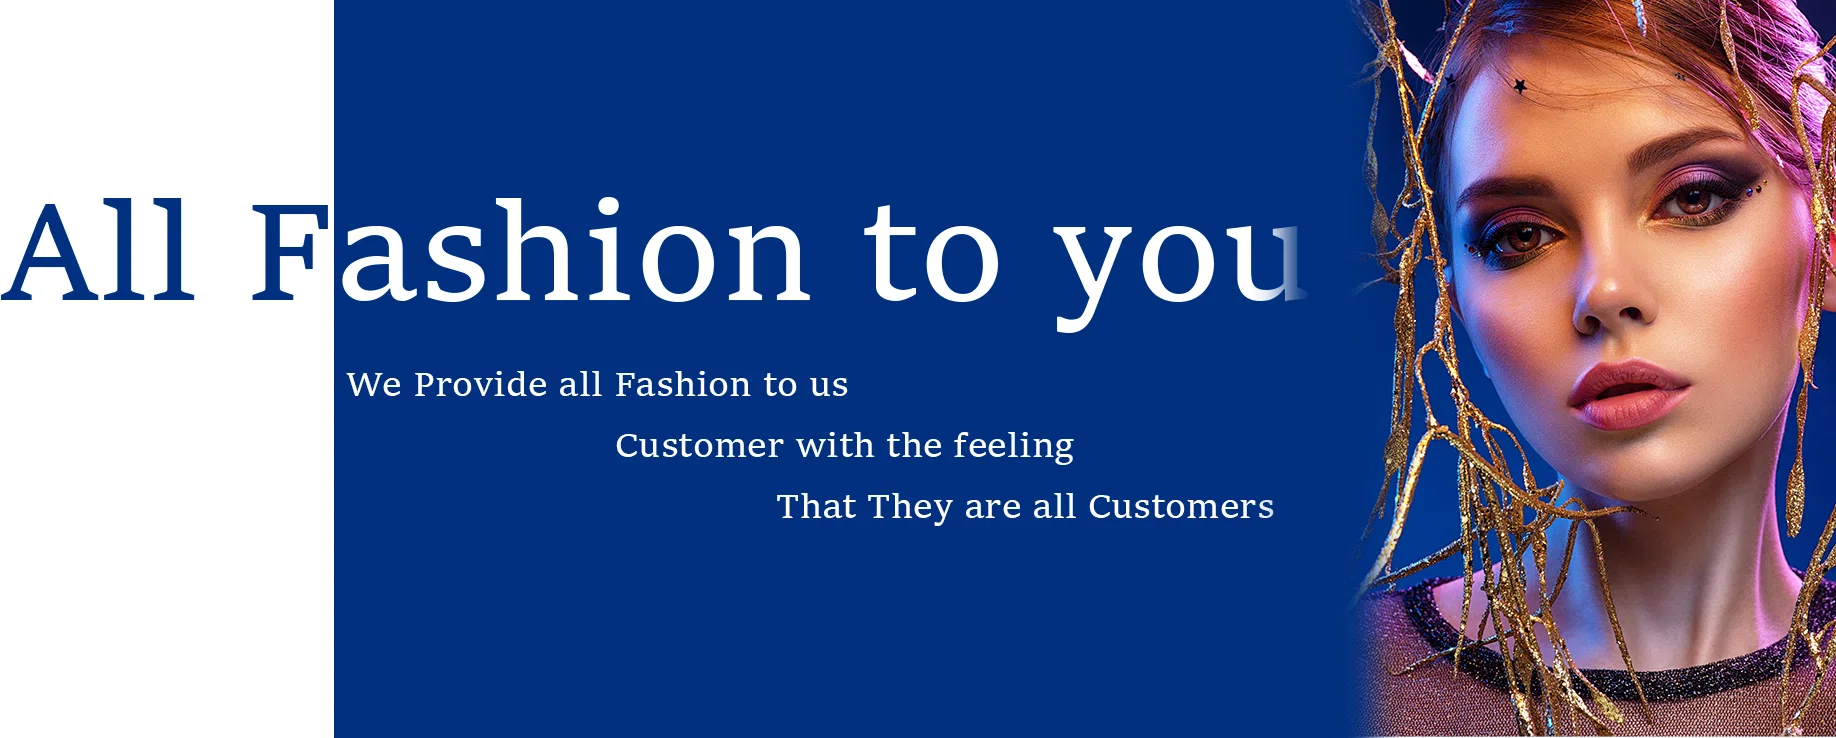 All Fashion to you
We Provide all Fashion to us
Customer with the feeling
That They are all Customers